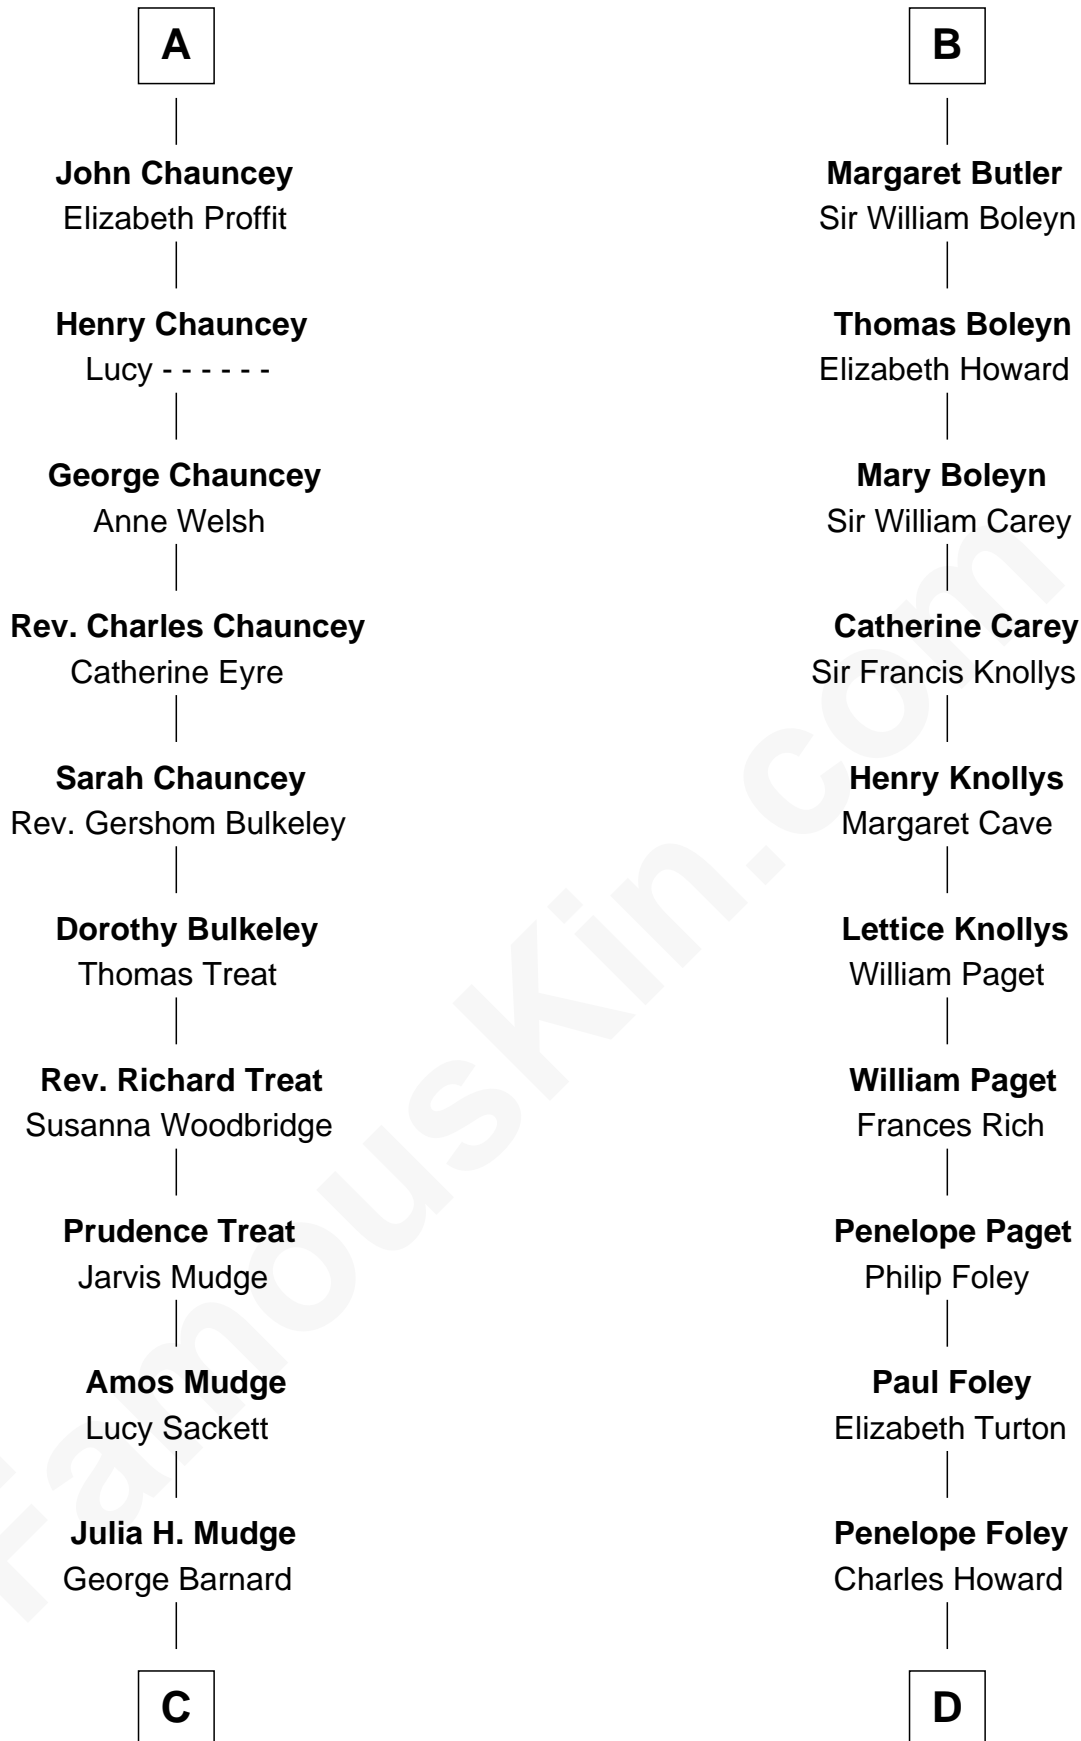 A
John Chauncey
Elizabeth Proffit
Henry Chauncey
Lucy - - - - - -
George Chauncey
Anne Welsh
Rev. Charles Chauncey
Catherine Eyre
Sarah Chauncey
Rev. Gershom Bulkeley
Dorothy Bulkeley
Thomas Treat
Rev. Richard Treat
Susanna Woodbridge
Prudence Treat
Jarvis Mudge
Amos Mudge
Lucy Sackett
Julia H. Mudge
George Barnard
C
B
Margaret Butler
Sir William Boleyn
Thomas Boleyn
Elizabeth Howard
Mary Boleyn
Sir William Carey
Catherine Carey
Sir Francis Knollys
Henry Knollys
Margaret Cave
Lettice Knollys
William Paget
William Paget
Frances Rich
Penelope Paget
Philip Foley
Paul Foley
Elizabeth Turton
Penelope Foley
Charles Howard
D
FamousKin.com